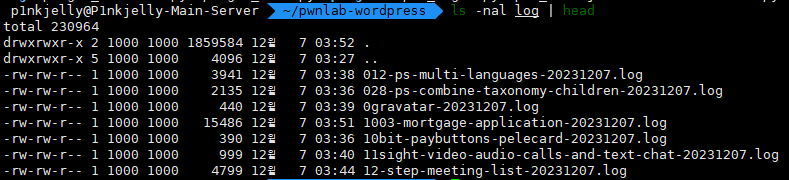 p1nkjelly@P1nkjelly-Main-Server ~/pwnlab-wordpress ls -nal log | head
total 230964
drwxrwxr-x 2 1000 1000 1859584 12월 7 03:52 .
drwxrwxr-x 5 1000 1000 4096 12월 7 03:27 ..
-rw-rw-r-- 1 1000 1000 3941 12월 7 03:38 012-ps-multi-languages-20231207.log
-rw-rw-r-- 1 1000 1000 2135 12월 7 03:36 028-ps-combine-taxonomy-children-20231207.log
-rw-rw-r-- 1 1000 1000 440 12월 7 03:39 0gravatar-20231207.log
-rw-rw-r-- 1 1000 1000 15486 12월 7 03:51 1003-mortgage-application-20231207.log
-rw-rw-r-- 1 1000 1000 390 12월 7 03:36 10bit-paybuttons-pelecard-20231207.log
-rw-rw-r-- 1 1000 1000 999 12월 7 03:40 11sight-video-audio-calls-and-text-chat-20231207.log
-rw-rw-r-- 1 1000 1000 4799 12월 7 03:44 12-step-meeting-list-20231207.log